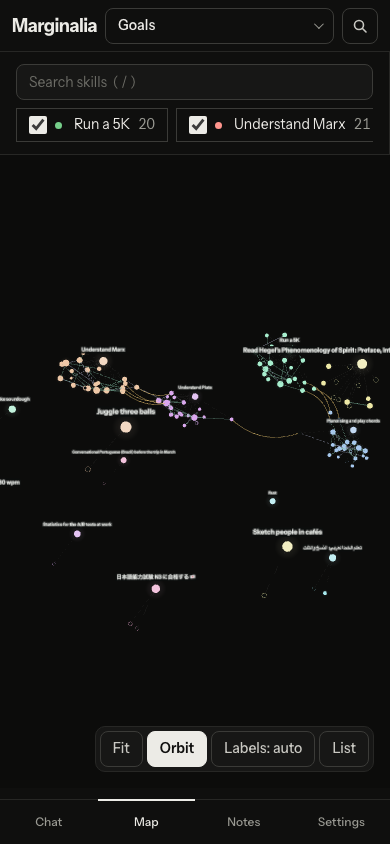 Marginalia
Goals
Search skills ( / )
Run a 5K 20
Understand Marx 21
Run a 5K
Understand Marx
Read Hegel's Phenomenology of Spirit: Preface, Int
Understand Plato
Juggle three balls
Conversational Portuguese (Brazil) before the trip in March
30 wpm
Rest
Statistics for the A/B tests at work
Sketch people in cafés
日本語能力試験 N3 に合格する
Fit
Orbit
Labels: auto
List
Chat
Map
Notes
Settings